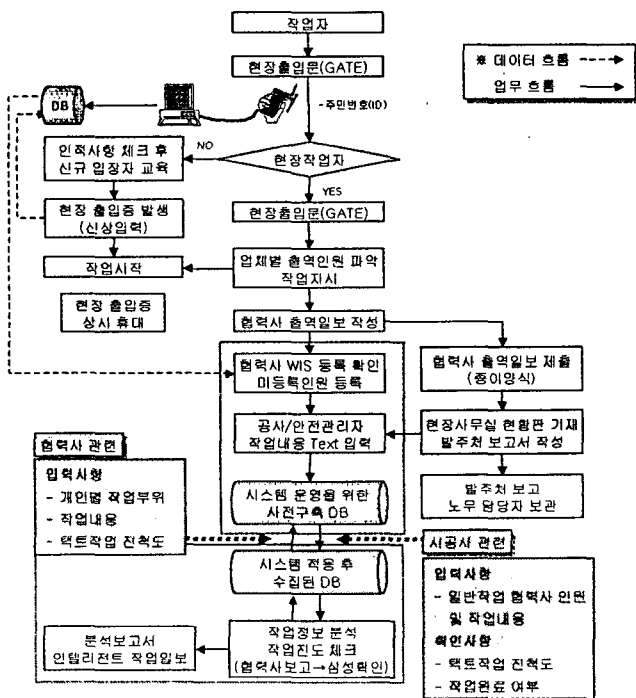 작업자
현장출입문(GATE)
※ 데이터 흐름
업무 흐름
DB
-주민번호(ID)
인적사항 체크 후
신규 입장자 교육
NO
현장작업자
YES
현장 출입증 발생
(신상입력)
현장출입문(GATE)
작업시작
업체별 출역인원 파악
작업지시
현장 출입증
상시 휴대
협력사 출역일보 작성
협력사 WIS 등록 확인
미등록인원 등록
협력사 출역일보 제출
(종이양식)
공사/안전관리자
작업내용 Text 입력
현장사무실 현황판 기재
발주처 보고서 작성
협력사 관련
입력사항
- 개인별 작업부위
- 작업내용
- 택트작업 진척도
시스템 운영을 위한
사전구축 DB
발주처 보고
노무 담당자 보관
시공사 관련
입력사항
- 일반작업 협력사 인원
및 작업내용
확인사항
- 택트작업 진척도
- 작업완료 여부
시스템 적용 후
수집된 DB
분석보고서
인텔리전트 작업일보
작업정보 분석
작업진도 체크
(협력사보고→삼성확인)